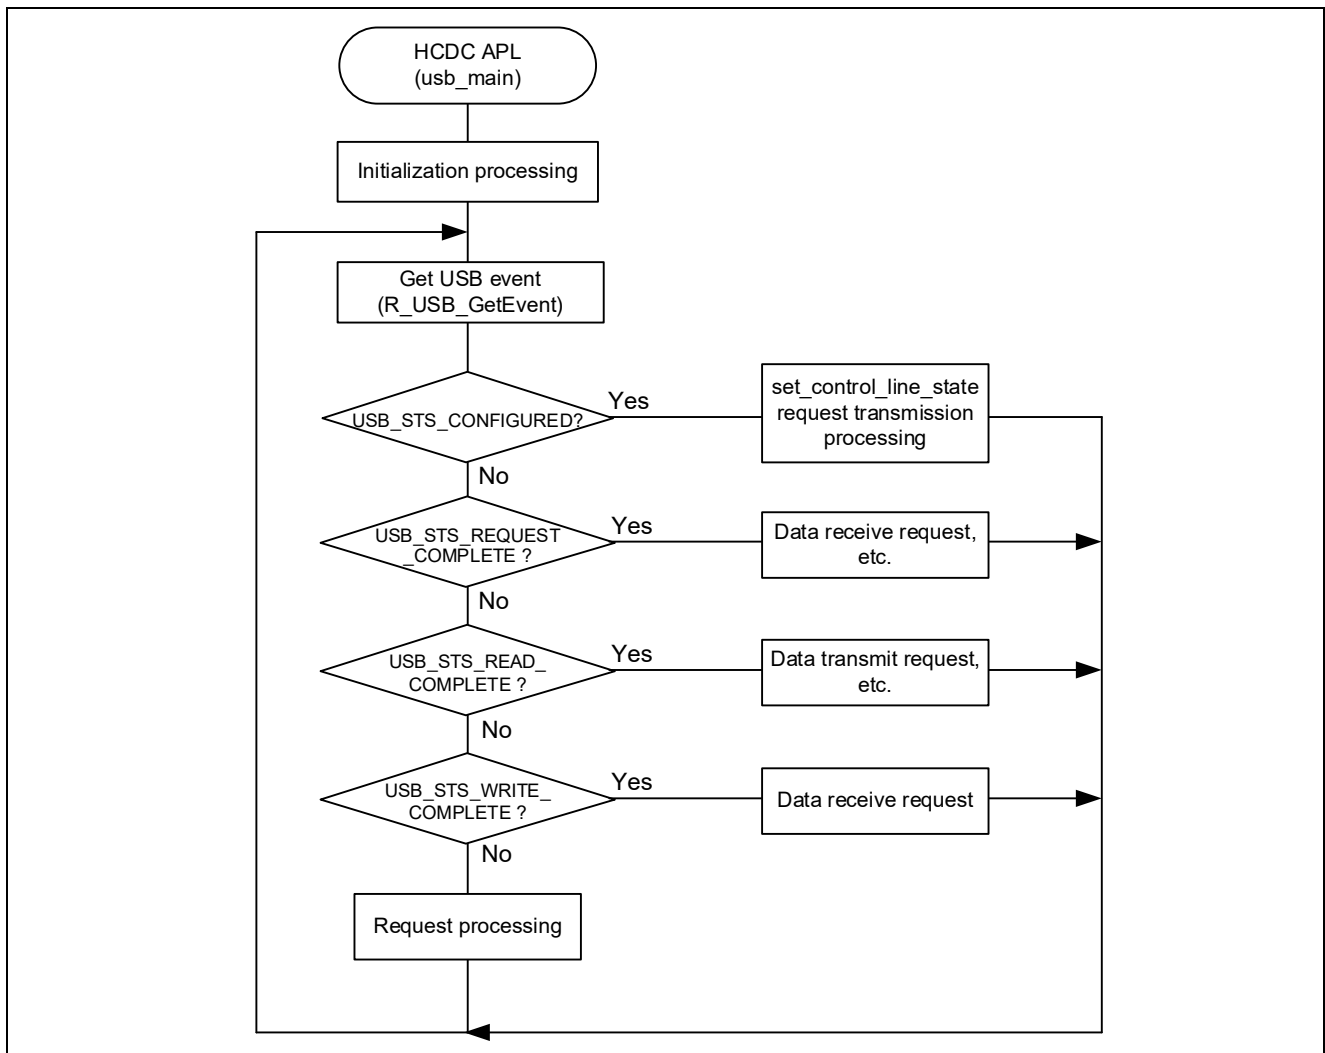 HCDC APL
(usb_main)
Initialization processing
Get USB event
(R_USB_GetEvent)
USB_STS_CONFIGURED?
Yes
set_control_line_state
request transmission
processing
No
USB_STS_REQUEST
_COMPLETE ?
Yes
Data receive request,
etc.
No
USB_STS_READ_
COMPLETE ?
Yes
Data transmit request,
etc.
No
USB_STS_WRITE_
COMPLETE ?
Yes
Data receive request
No
Request processing